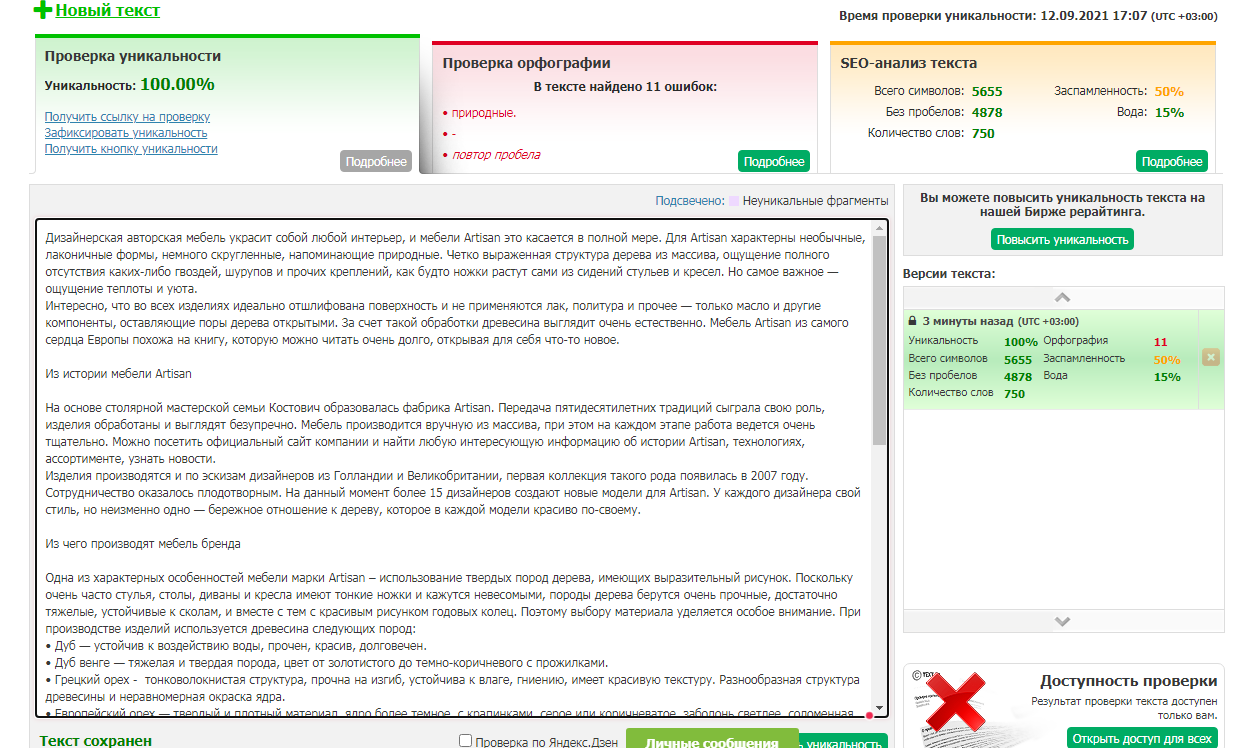 Новый текст
Время проверки уникальности: 12.09.2021 17:07 (UTC +03:00)
Проверка уникальности
Уникальность: 100.00%
Получить ссылку на проверку
Зафиксировать уникальность
Получить кнопку уникальности
Подробнее
Проверка орфографии
В тексте найдено 11 ошибок:
• природные.
• -
• повтор пробела
Подробнее
SEO-анализ текста
Всего символов: 5655
Без пробелов: 4878
Количество слов: 750
Заспамленность: 50%
Вода: 15%
Подробнее
Подсвечено: Неуникальные фрагменты
Дизайнерская авторская мебель украсит собой любой интерьер, и мебели Artisan это касается в полной мере. Для Artisan характерны необычные,
лаконичные формы, немного скругленные, напоминающие природные. Четко выраженная структура дерева из массива, ощущение полного
отсутствия каких-либо гвоздей, шурупов и прочих креплений, как будто ножки растут сами из сидений стульев и кресел. Но самое важное —
ощущение теплоты и уюта.
Интересно, что во всех изделиях идеально отшлифована поверхность и не применяются лак, политура и прочее — только масло и другие
компоненты, оставляющие поры дерева открытыми. За счет такой обработки древесина выглядит очень естественно. Мебель Artisan из самого
сердца Европы похожа на книгу, которую можно читать очень долго, открывая для себя что-то новое.
Из истории мебели Artisan
На основе столярной мастерской семьи Костович образовалась фабрика Artisan. Передача пятидесятилетних традиций сыграла свою роль,
изделия обработаны и выглядят безупречно. Мебель производится вручную из массива, при этом на каждом этапе работа ведется очень
тщательно. Можно посетить официальный сайт компании и найти любую интересующую информацию об истории Artisan, технологиях,
ассортименте, узнать новости.
Изделия производятся и по эскизам дизайнеров из Голландии и Великобритании, первая коллекция такого рода появилась в 2007 году.
Сотрудничество оказалось плодотворным. На данный момент более 15 дизайнеров создают новые модели для Artisan. У каждого дизайнера свой
стиль, но неизменно одно — бережное отношение к дереву, которое в каждой модели красиво по-своему.
Из чего производят мебель бренда
Одна из характерных особенностей мебели марки Artisan – использование твердых пород дерева, имеющих выразительный рисунок. Поскольку
очень часто стулья, столы, диваны и кресла имеют тонкие ножки и кажутся невесомыми, породы дерева берутся очень прочные, достаточно
тяжелые, устойчивые к сколам, и вместе с тем с красивым рисунком годовых колец. Поэтому выбору материала уделяется особое внимание. При
производстве изделий используется древесина следующих пород:
• Дуб — устойчив к воздействию воды, прочен, красив, долговечен.
• Дуб венге — тяжелая и твердая порода, цвет от золотистого до темно-коричневого с прожилками.
• Грецкий орех -  тонковолокнистая структура, прочна на изгиб, устойчива к влаге, гниению, имеет красивую текстуру. Разнообразная структура
древесины и неравномерная окраска ядра.
• Европейский орех — твердый и плотный материал, ядро более темное, с крапинками, серое или коричневатое, заболонь светлее, соломенная
Текст сохранен
Проверка по Яндекс.Дзен
Личные сообщения
уникальность
Вы можете повысить уникальность текста на
нашей Бирже рерайтинга.
Повысить уникальность
Версии текста:
3 минуты назад (UTC +03:00)
Уникальность 100% Орфография 11
Всего символов 5655 Заспамленность 50%
Без пробелов 4878 Вода 15%
Количество слов 750
Доступность проверки
Результат проверки текста доступен
только вам.
Открыть доступ для всех